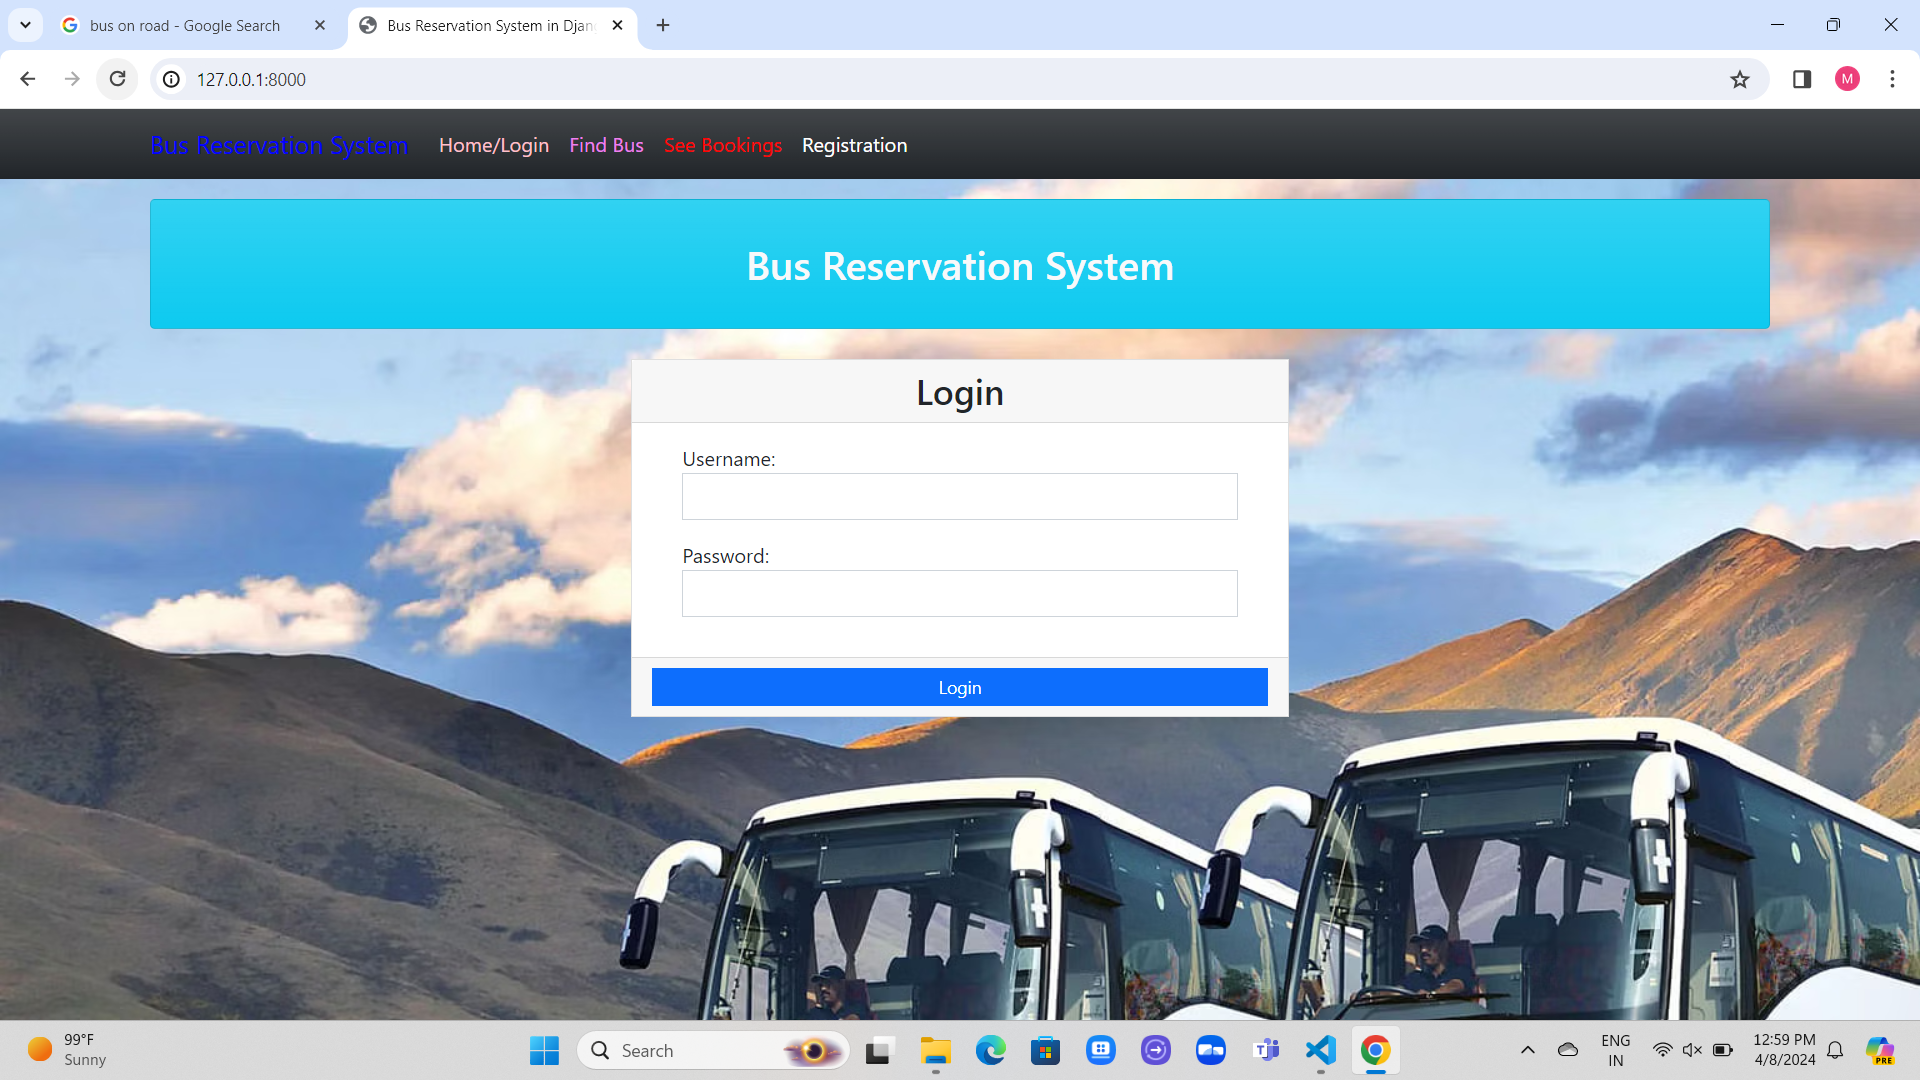 bus on road - Google Search
Bus Reservation System in Djan
127.0.0.1:8000
M
Bus Reservation System Home/Login Find Bus See Bookings Registration
Bus Reservation System
Login
Username:
Password:
Login
99°F
Sunny
Search
ENG
IN
12:59 PM
4/8/2024
PRE